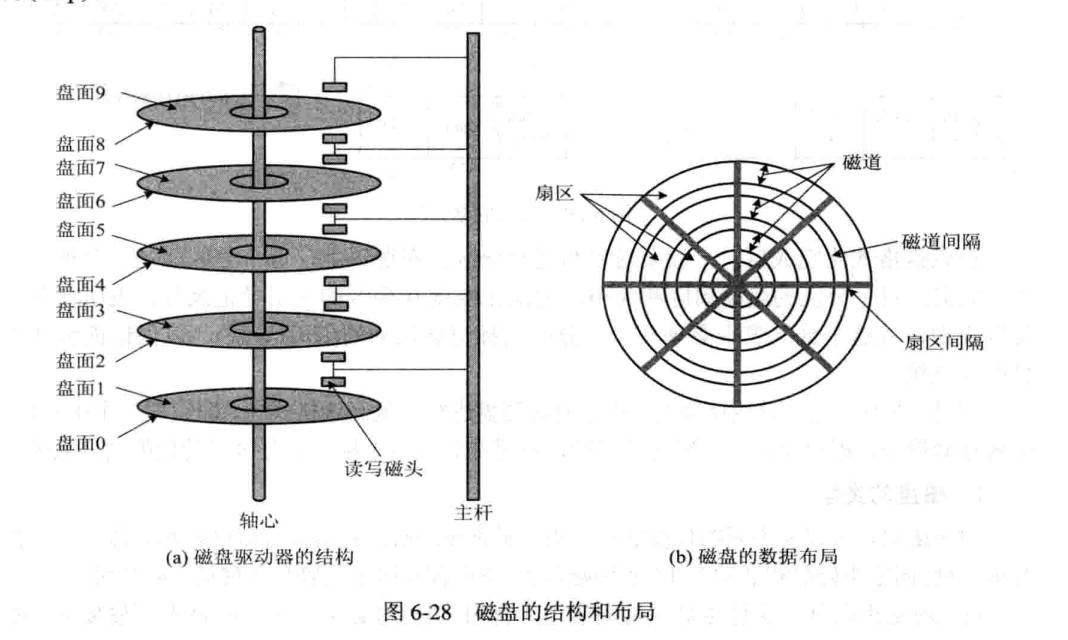 盘面9
盘面8
盘面7
盘面6
盘面5
盘面4
盘面3
盘面2
盘面1
盘面0
读写磁头
轴心
主杆
(a) 磁盘驱动器的结构
扇区
磁道
磁道间隔
扇区间隔
(b) 磁盘的数据布局
图 6-28 磁盘的结构和布局